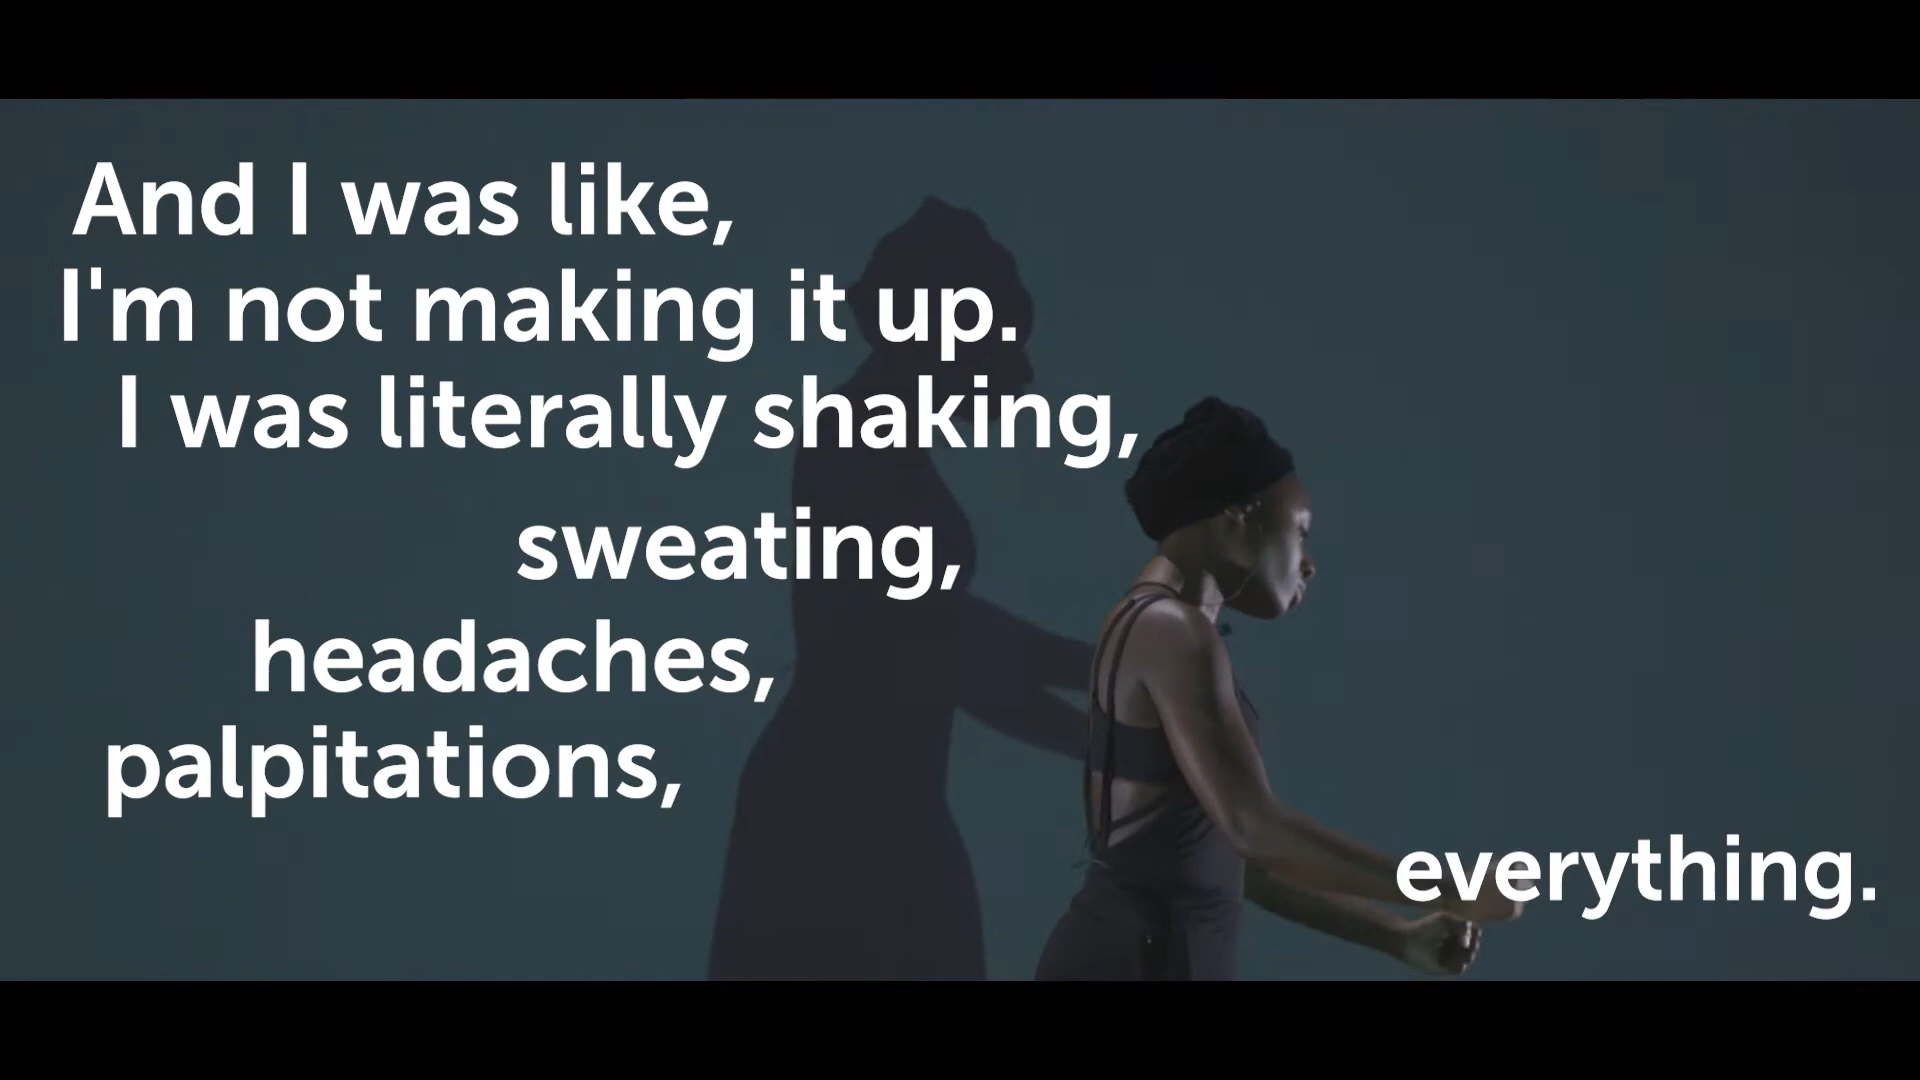 And I was like,
I'm not making it up.
I was literally shaking,
sweating,
headaches,
palpitations,
everything.